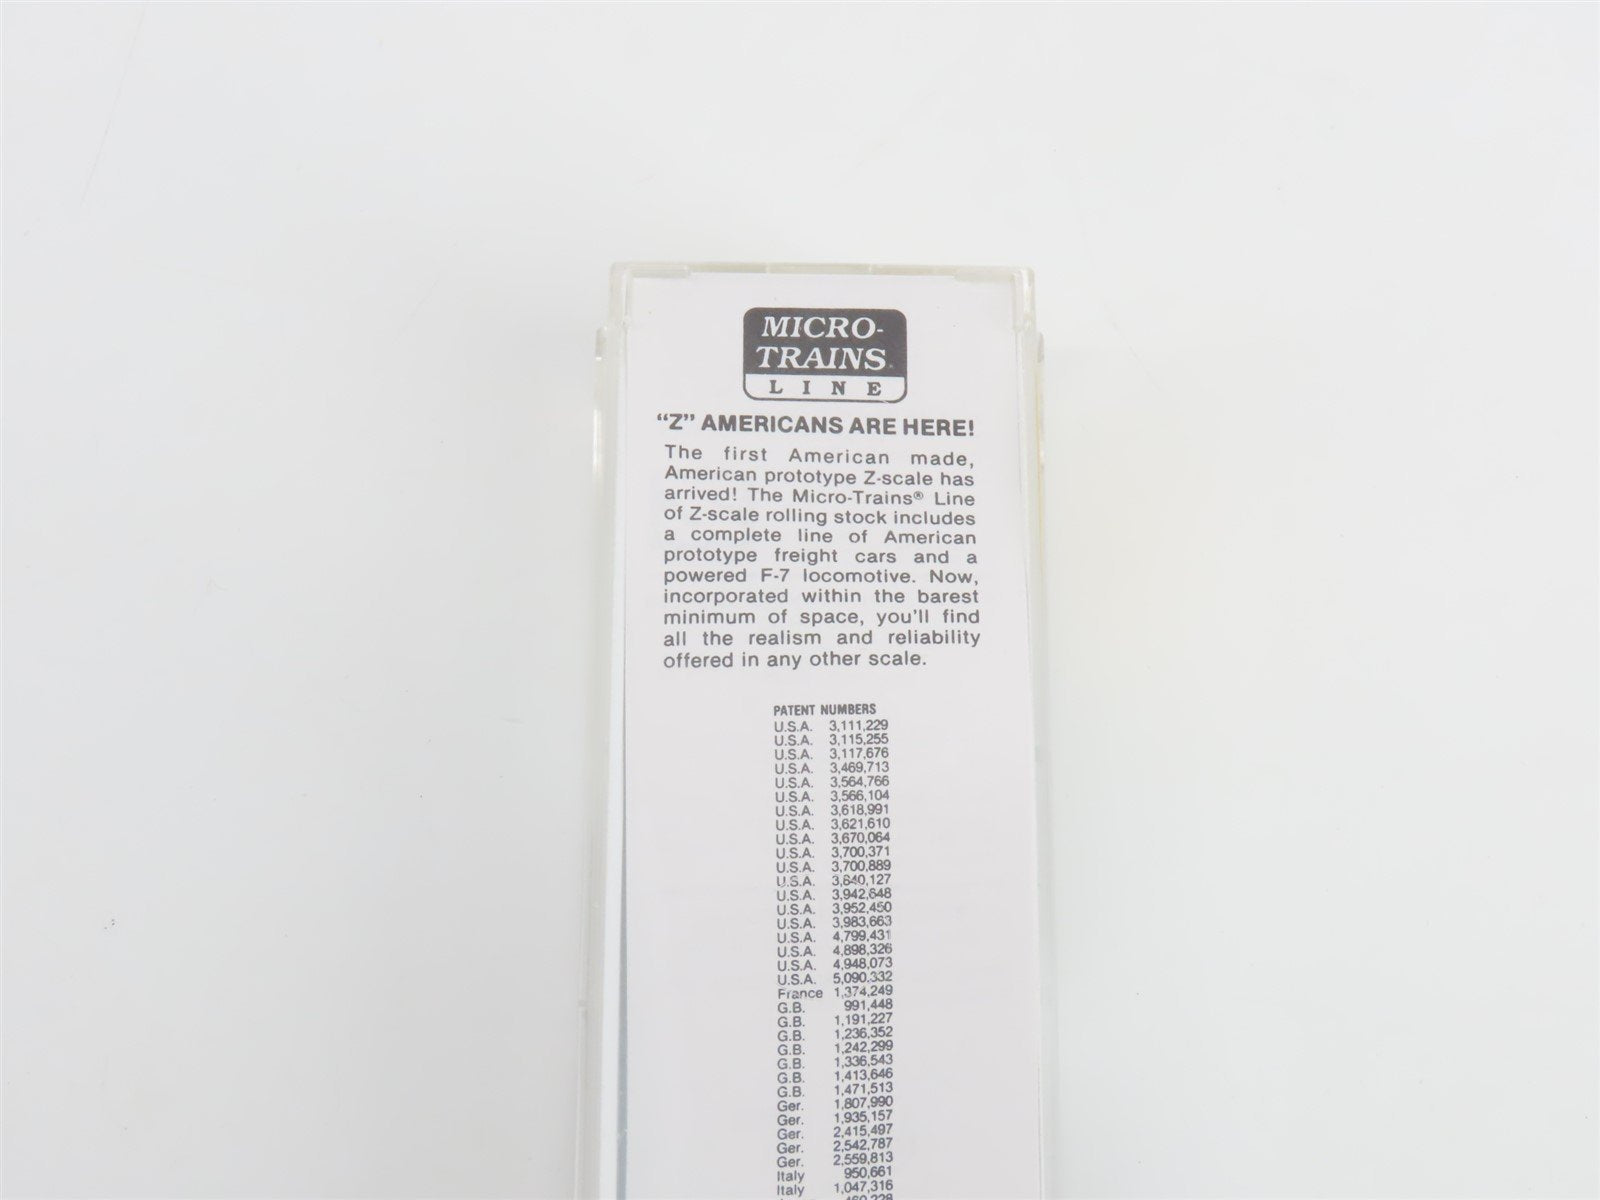 MICRO-
TRAINS
LINE
“Z” AMERICANS ARE HERE!
The first American made,
American prototype Z-scale has
arrived! The Micro-Trains® Line
of Z-scale rolling stock includes
a complete line of American
prototype freight cars and a
powered F-7 locomotive. Now,
incorporated within the barest
minimum of space, you'll find
all the realism and reliability
offered in any other scale.
PATENT NUMBERS
U.S.A. 3,111,229
U.S.A. 3,115,255
U.S.A. 3,117,676
U.S.A. 3,469,713
U.S.A. 3,564,766
U.S.A. 3,566,104
U.S.A. 3,618,991
U.S.A. 3,621,610
U.S.A. 3,670,064
U.S.A. 3,700,371
U.S.A. 3,700,889
U.S.A. 3,840,127
U.S.A. 3,942,648
U.S.A. 3,952,450
U.S.A. 3,983,663
U.S.A. 4,799,431
U.S.A. 4,898,326
U.S.A. 4,948,073
U.S.A. 5,090,332
France 1,374,249
G.B. 991,448
G.B. 1,191,227
G.B. 1,236,352
G.B. 1,242,299
G.B. 1,336,543
G.B. 1,413,646
G.B. 1,471,513
Ger. 1,807,990
Ger. 1,935,157
Ger. 2,415,497
Ger. 2,542,787
Ger. 2,559,813
Italy 950,661
Italy 1,047,316